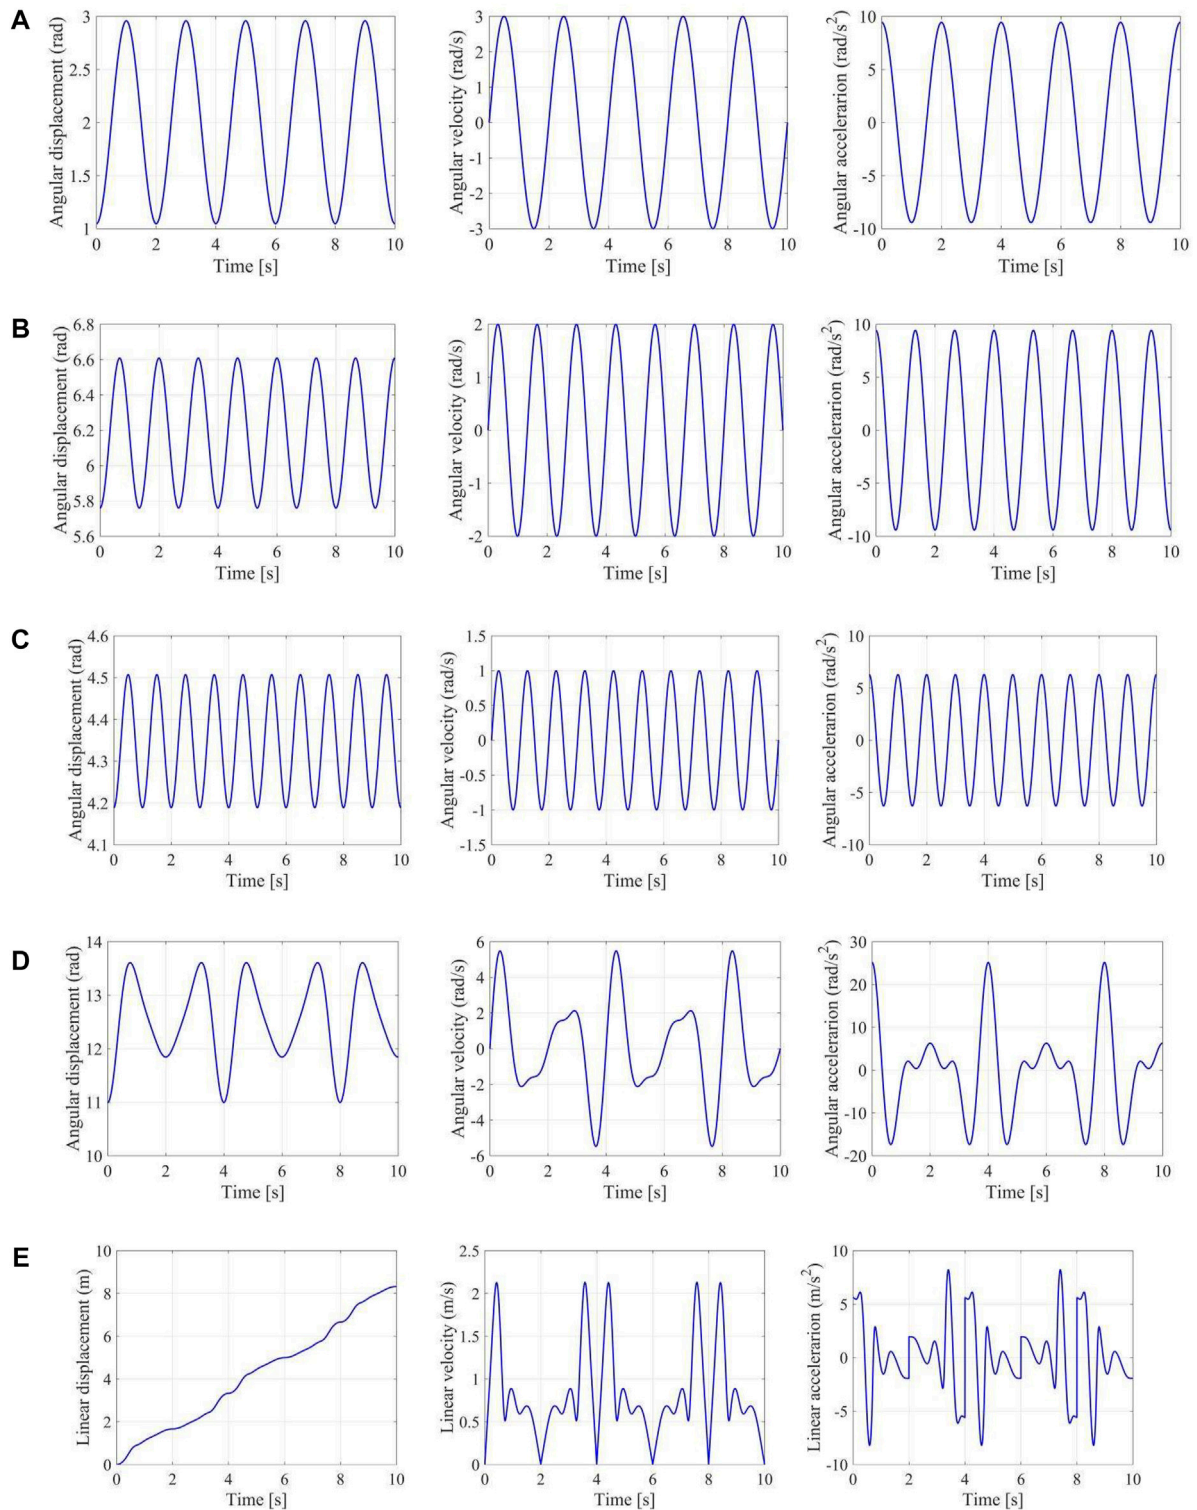 A
Angular displacement (rad)
3
2.5
2
1.5
1
0 2 4 6 8 10
Time [s]
Angular velocity (rad/s)
3
2
1
0
-1
-2
-3
0 2 4 6 8 10
Time [s]
Angular accelerarion (rad/s²)
10
5
0
-5
-10
0 2 4 6 8 10
Time [s]
B
Angular displacement (rad)
6.8
6.6
6.4
6.2
6
5.8
5.6
0 2 4 6 8 10
Time [s]
Angular velocity (rad/s)
2
1
0
-1
-2
0 2 4 6 8 10
Time [s]
Angular accelerarion (rad/s²)
10
5
0
-5
-10
0 2 4 6 8 10
Time [s]
C
Angular displacement (rad)
4.6
4.5
4.4
4.3
4.2
4.1
0 2 4 6 8 10
Time [s]
Angular velocity (rad/s)
1.5
1
0.5
0
-0.5
-1
-1.5
0 2 4 6 8 10
Time [s]
Angular accelerarion (rad/s²)
10
5
0
-5
-10
0 2 4 6 8 10
Time [s]
D
Angular displacement (rad)
14
13
12
11
10
0 2 4 6 8 10
Time [s]
Angular velocity (rad/s)
6
4
2
0
-2
-4
-6
0 2 4 6 8 10
Time [s]
Angular accelerarion (rad/s²)
30
20
10
0
-10
-20
0 2 4 6 8 10
Time [s]
E
Linear displacement (m)
10
8
6
4
2
0
0 2 4 6 8 10
Time [s]
Linear velocity (m/s)
2.5
2
1.5
1
0.5
0
0 2 4 6 8 10
Time [s]
Linear accelerarion (m/s²)
10
5
0
-5
-10
0 2 4 6 8 10
Time [s]